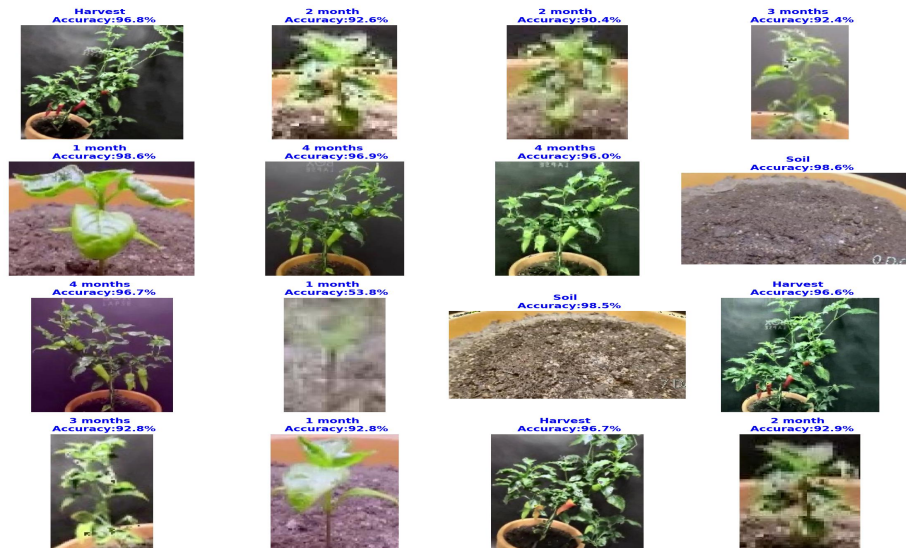 Harvest
Accuracy:96.8%
2 month
Accuracy:92.6%
2 month
Accuracy:90.4%
3 months
Accuracy:92.4%
1 month
Accuracy:98.6%
4 months
Accuracy:96.9%
4 months
Accuracy:96.0%
Soil
Accuracy:98.6%
4 months
Accuracy:96.7%
1 month
Accuracy:53.8%
Soil
Accuracy:98.5%
Harvest
Accuracy:96.6%
3 months
Accuracy:92.8%
1 month
Accuracy:92.8%
Harvest
Accuracy:96.7%
2 month
Accuracy:92.9%